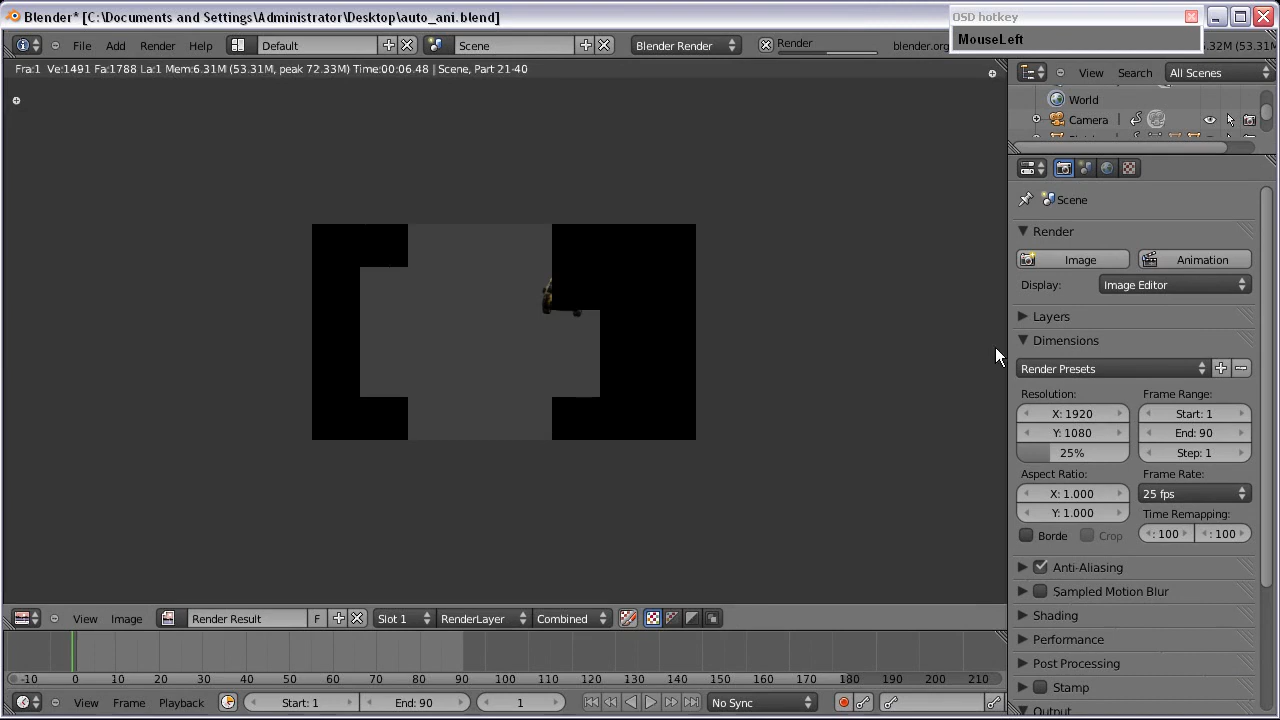 Blender* [C:\Documents and Settings\Administrator\Desktop\auto_ani.blend]
OSD hotkey
MouseLeft
File Add Render Help Default Scene Blender Render Render blender.org
Fra:1 Ve:1491 Fa:1788 La:1 Mem:6.31M (53.31M, peak 72.33M) Time:00:06.48 | Scene, Part 21-40
View Search All Scenes
World
Camera
Scene
Render
Image Animation
Display: Image Editor
Layers
Dimensions
Render Presets
Resolution: Frame Range:
X: 1920 Start: 1
Y: 1080 End: 90
25% Step: 1
Aspect Ratio: Frame Rate:
X: 1.000 25 fps
Y: 1.000 Time Remapping:
: 100 : 100
Borde Crop
Anti-Aliasing
Sampled Motion Blur
Shading
Performance
Post Processing
Stamp
Output
View Image Render Result F Slot 1 RenderLayer Combined
-10 0 10 20 30 40 50 60 70 80 90 100 110 120 130 140 150 160 170 180 190 200 210
View Frame Playback Start: 1 End: 90 1 No Sync